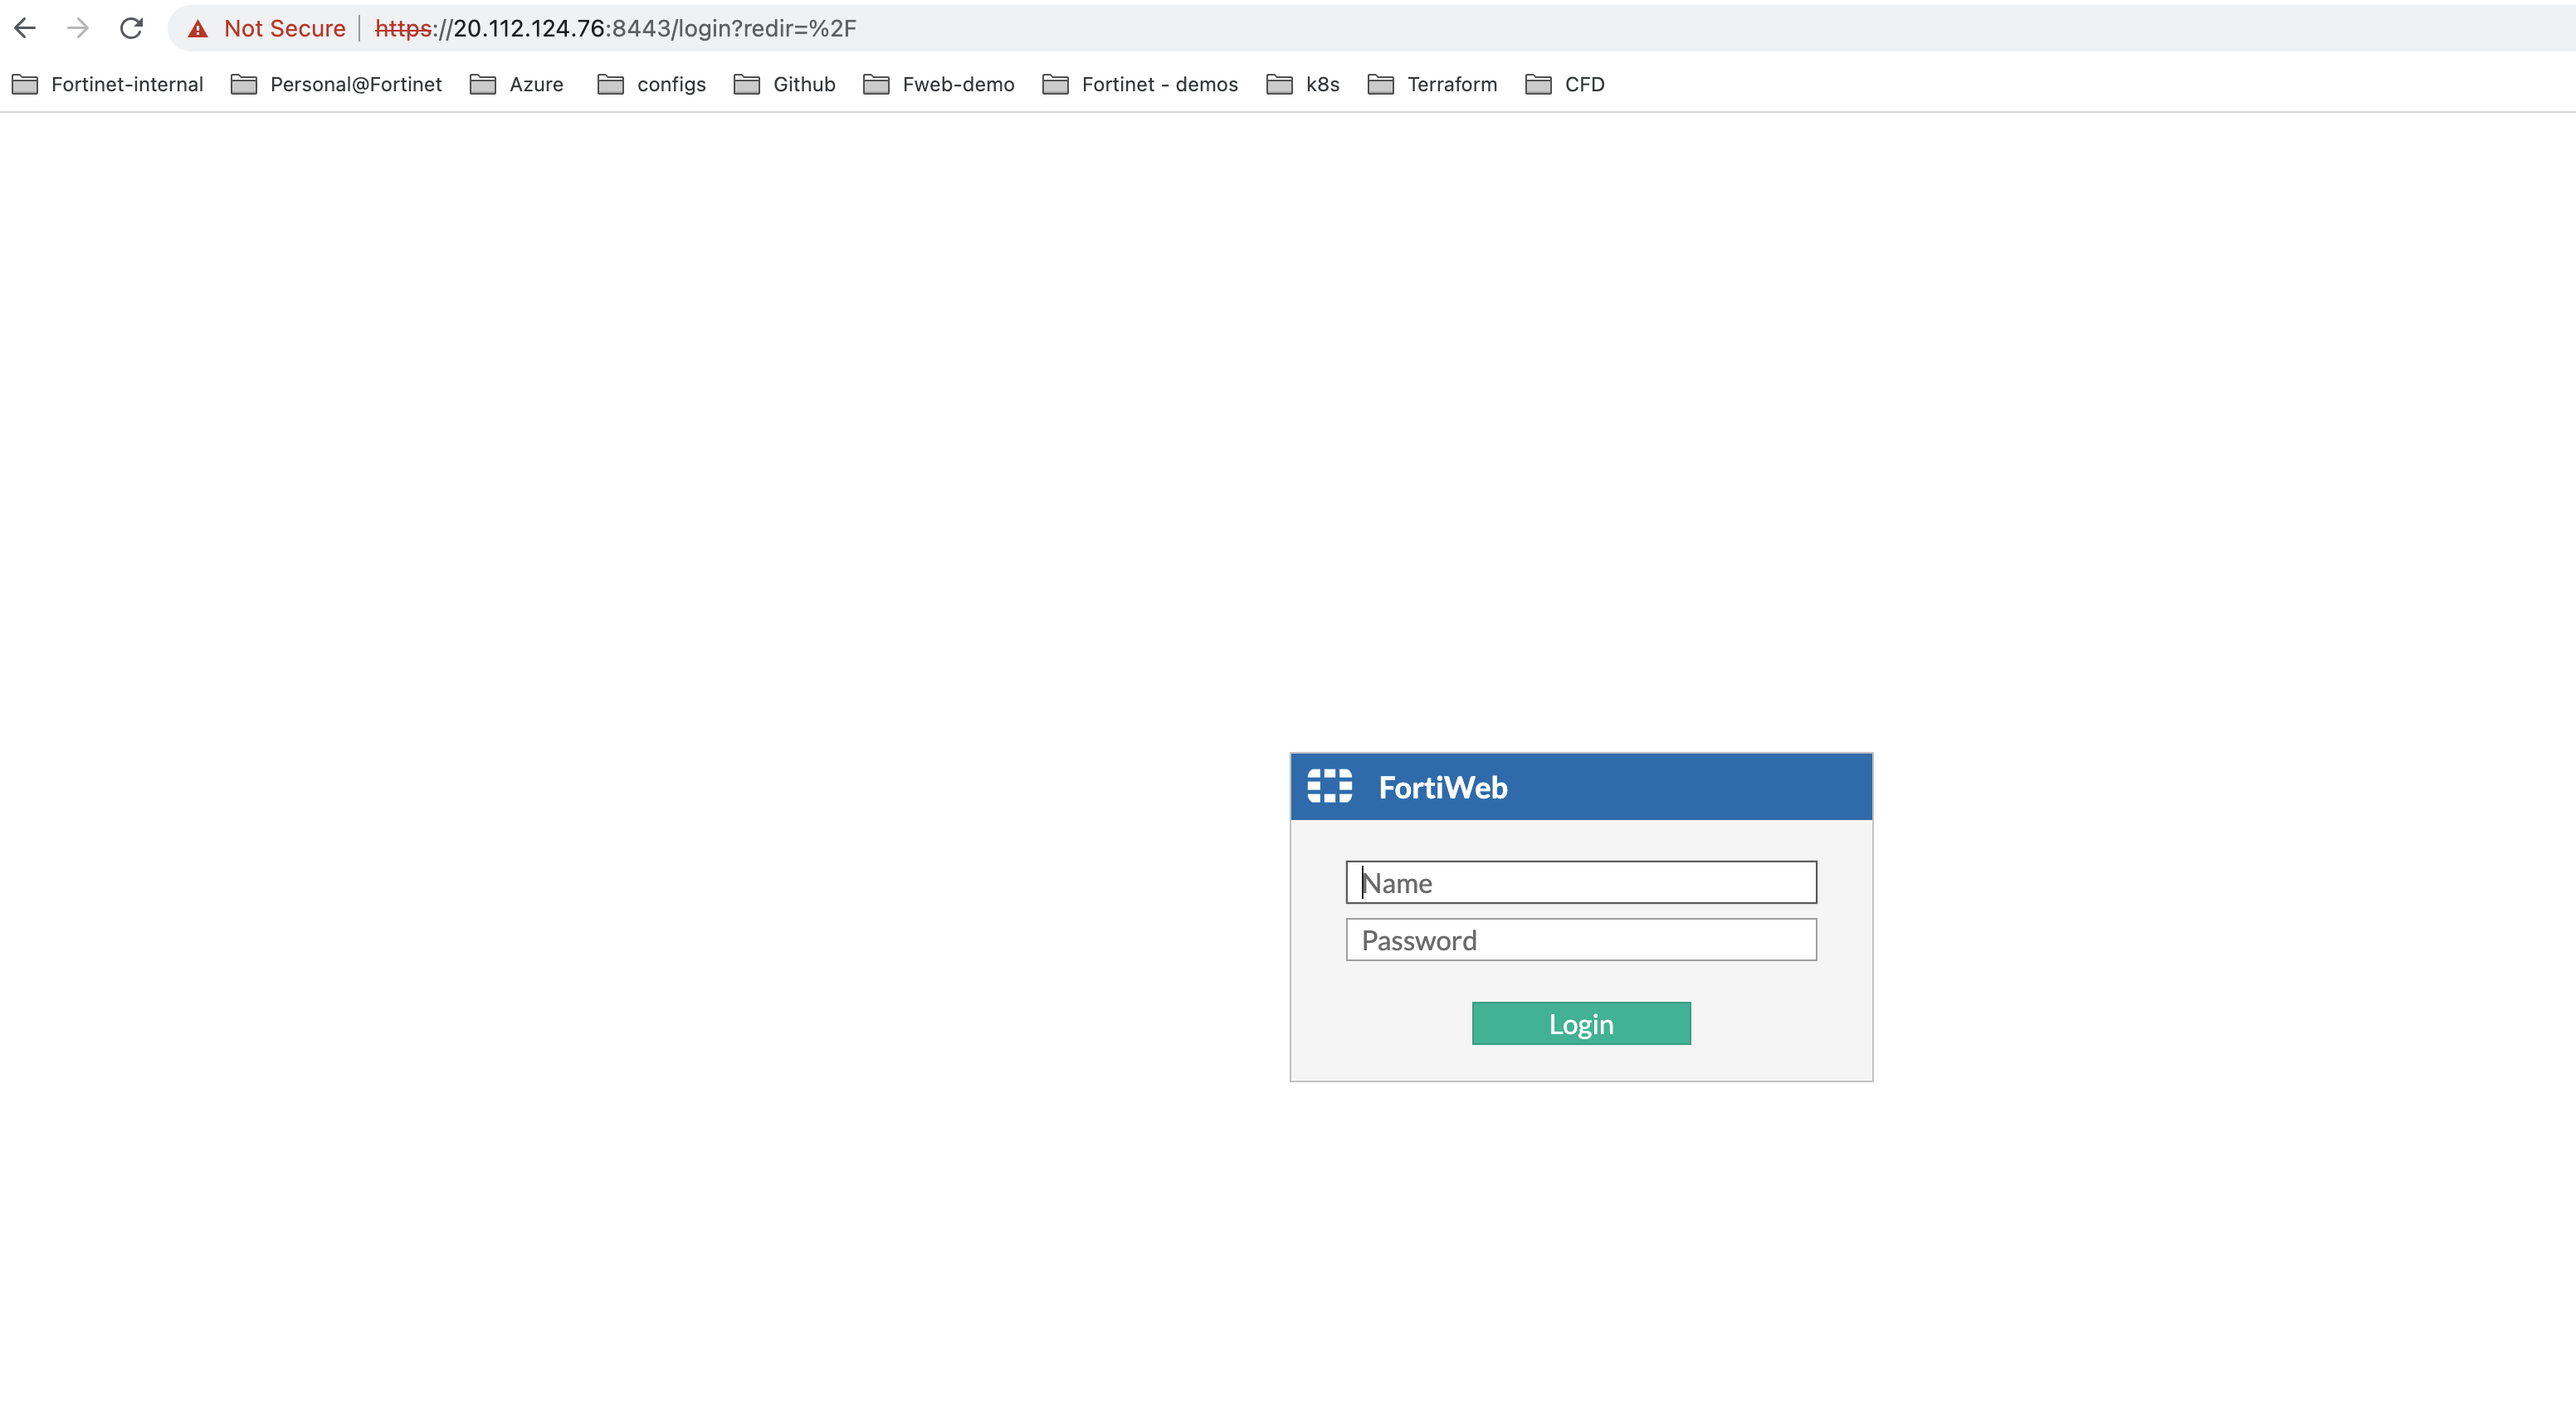 Not Secure https://20.112.124.76:8443/login?redir=%2F
Fortinet-internal Personal@Fortinet Azure configs Github Fweb-demo Fortinet - demos k8s Terraform CFD
FortiWeb
Name
Password
Login